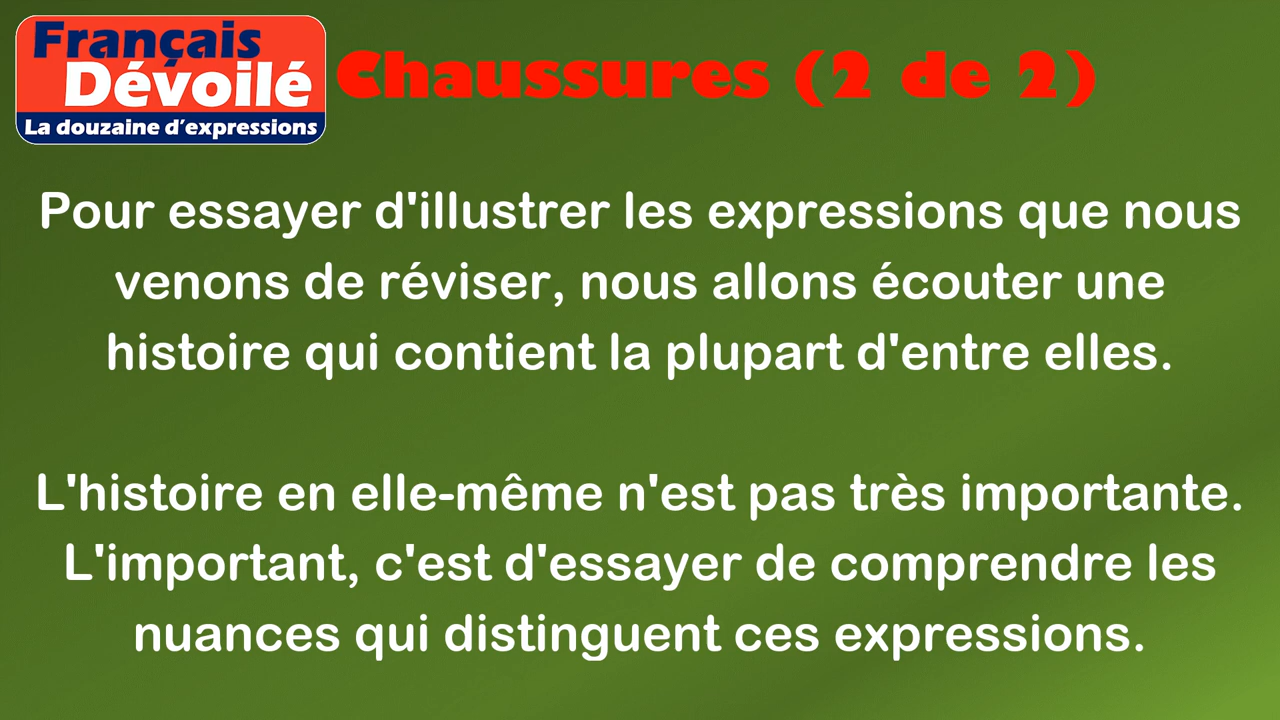 Français
Dévoilé
La douzaine d'expressions
Chaussures (2 de 2)
Pour essayer d'illustrer les expressions que nous
venons de réviser, nous allons écouter une
histoire qui contient la plupart d'entre elles.
L'histoire en elle-même n'est pas très importante.
L'important, c'est d'essayer de comprendre les
nuances qui distinguent ces expressions.